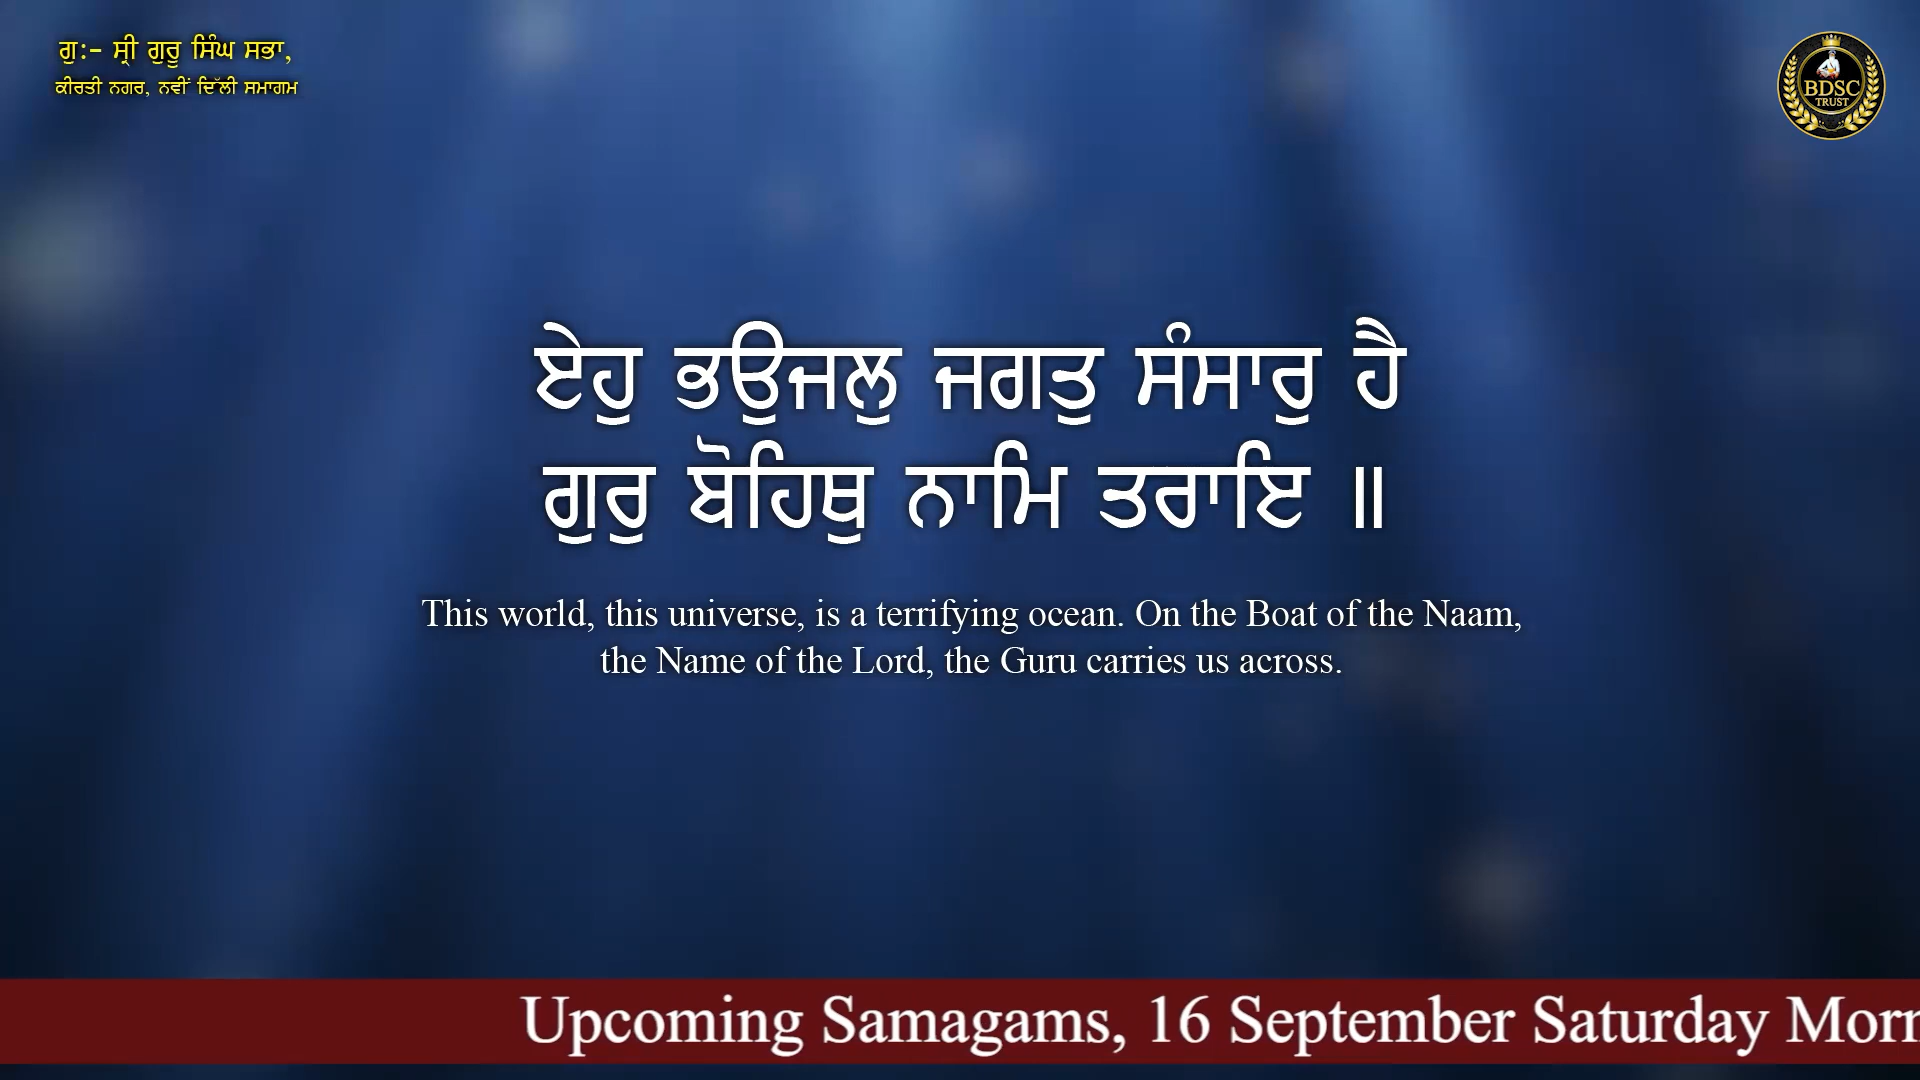 ਗੁ:- ਸ੍ਰੀ ਗੁਰੂ ਸਿੰਘ ਸਭਾ,
ਕੀਰਤੀ ਨਗਰ, ਨਵੀਂ ਦਿੱਲੀ ਸਮਾਗਮ
BDSC
TRUST
ਏਹੁ ਭਉਜਲੁ ਜਗਤੁ ਸੰਸਾਰੁ ਹੈ
ਗੁਰੁ ਬੋਹਿਥੁ ਨਾਮਿ ਤਰਾਇ ॥
This world, this universe, is a terrifying ocean. On the Boat of the Naam,
the Name of the Lord, the Guru carries us across.
Upcoming Samagams, 16 September Saturday